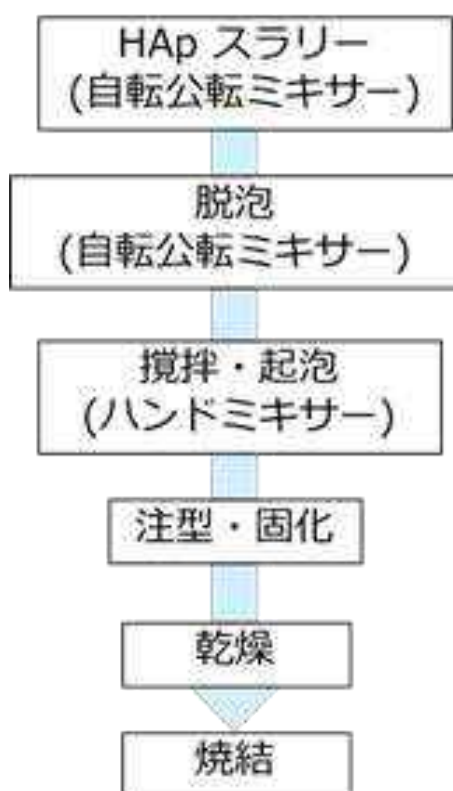 HAp スラリー
(自転公転ミキサー)
脱泡
(自転公転ミキサー)
撹拌・起泡
(ハンドミキサー)
注型・固化
乾燥
焼結